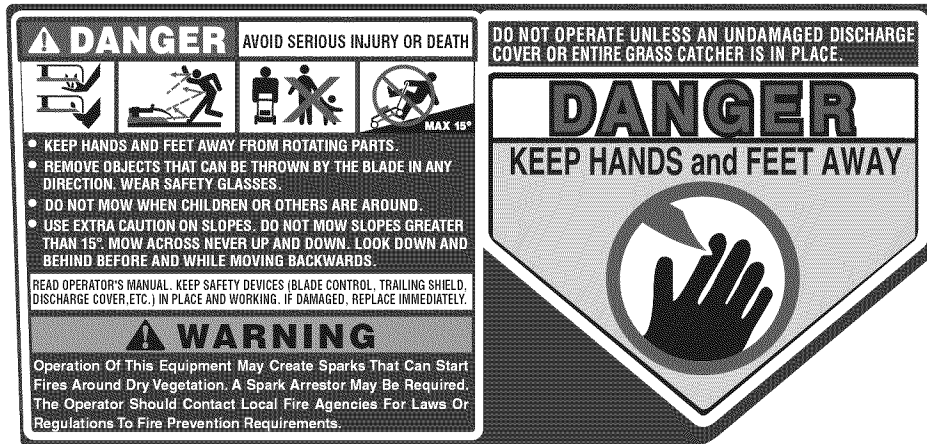 DANGER
AVOID SERIOUS INJURY OR DEATH
MAX 15°
• KEEP HANDS AND FEET AWAY FROM ROTATING PARTS.
• REMOVE OBJECTS THAT CAN BE THROWN BY THE BLADE IN ANY
DIRECTION. WEAR SAFETY GLASSES.
• DO NOT MOW WHEN CHILDREN OR OTHERS ARE AROUND.
• USE EXTRA CAUTION ON SLOPES. DO NOT MOW SLOPES GREATER
THAN 15°. MOW ACROSS NEVER UP AND DOWN. LOOK DOWN AND
BEHIND BEFORE AND WHILE MOVING BACKWARDS.
READ OPERATOR'S MANUAL. KEEP SAFETY DEVICES (BLADE CONTROL, TRAILING SHIELD,
DISCHARGE COVER,ETC.) IN PLACE AND WORKING. IF DAMAGED, REPLACE IMMEDIATELY.
WARNING
Operation Of This Equipment May Create Sparks That Can Start
Fires Around Dry Vegetation. A Spark Arrestor May Be Required.
The Operator Should Contact Local Fire Agencies For Laws Or
Regulations To Fire Prevention Requirements.
DO NOT OPERATE UNLESS AN UNDAMAGED DISCHARGE
COVER OR ENTIRE GRASS CATCHER IS IN PLACE.
DANGER
KEEP HANDS and FEET AWAY